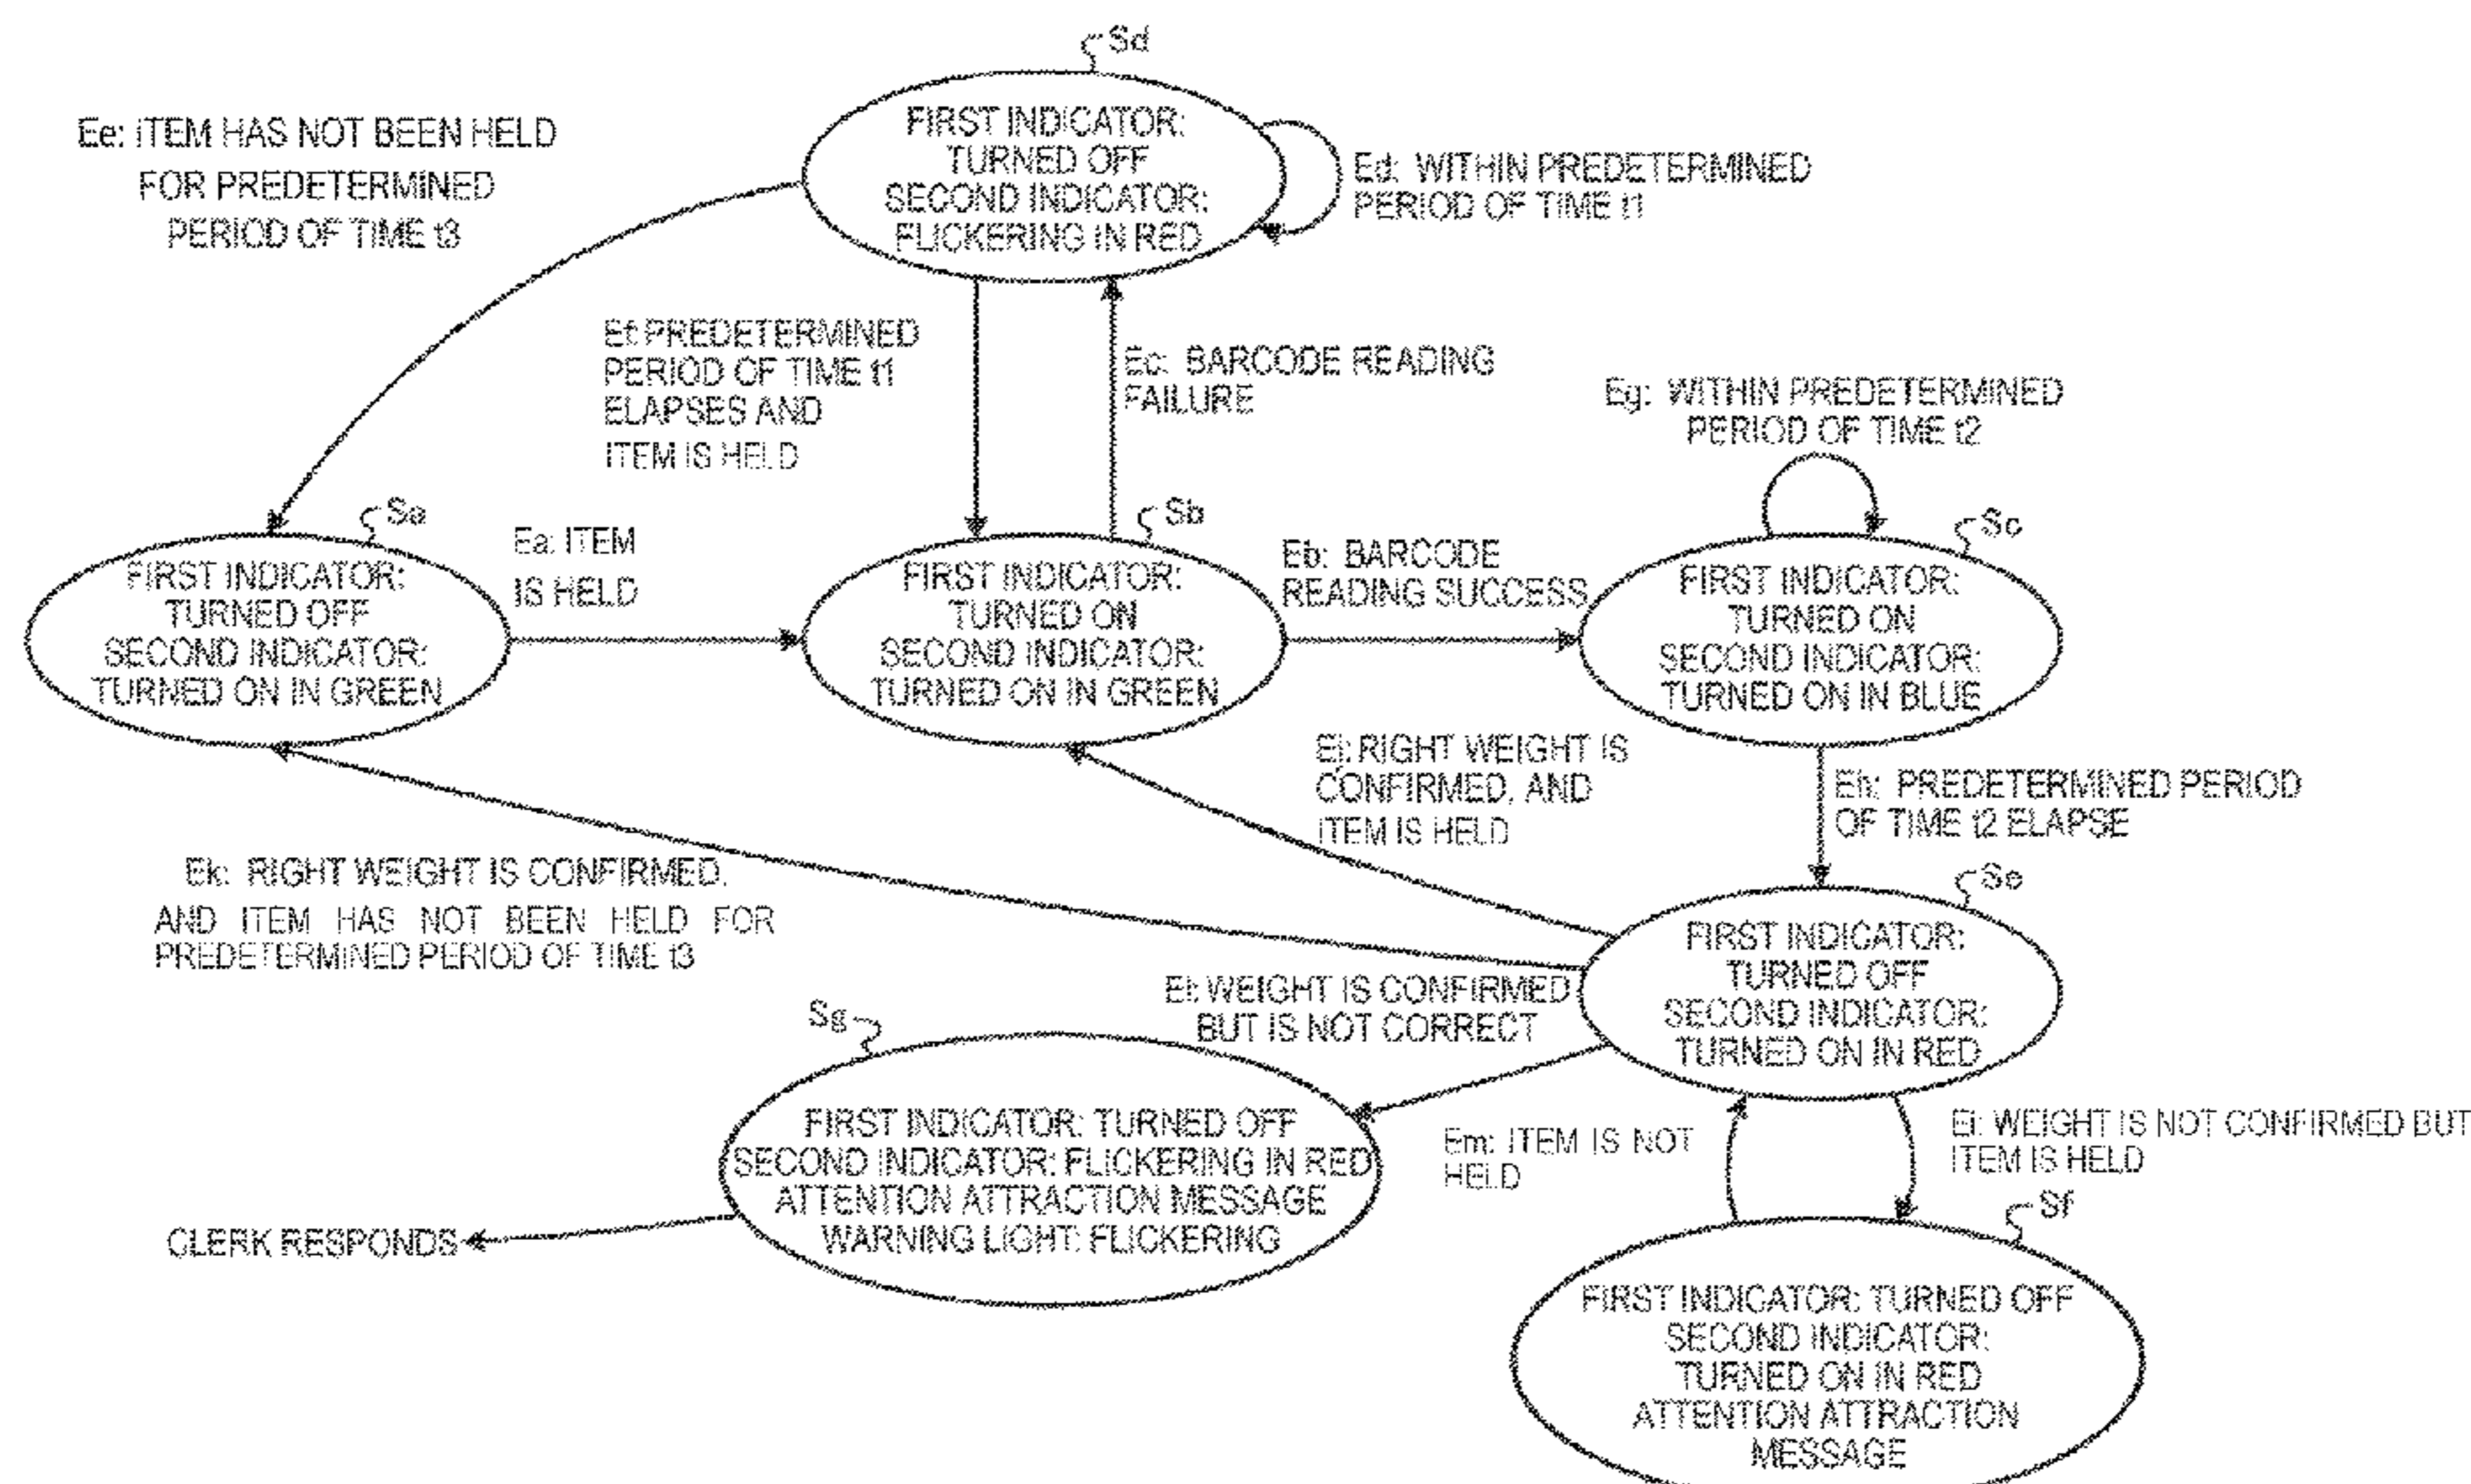 Sd
FIRST INDICATOR:
TURNED OFF
SECOND INDICATOR:
FLICKERING IN RED
Ee: ITEM HAS NOT BEEN HELD
FOR PREDETERMINED
PERIOD OF TIME t3
Ed: WITHIN PREDETERMINED
PERIOD OF TIME t1
Ef: PREDETERMINED
PERIOD OF TIME t1
ELAPSES AND
ITEM IS HELD
Ec: BARCODE READING
FAILURE
Eg: WITHIN PREDETERMINED
PERIOD OF TIME t2
Sa
FIRST INDICATOR:
TURNED OFF
SECOND INDICATOR:
TURNED ON IN GREEN
Ea: ITEM
IS HELD
Sb
FIRST INDICATOR:
TURNED ON
SECOND INDICATOR:
TURNED ON IN GREEN
Eb: BARCODE
READING SUCCESS
Sc
FIRST INDICATOR:
TURNED ON
SECOND INDICATOR:
TURNED ON IN BLUE
RIGHT WEIGHT IS
CONFIRMED, AND
ITEM IS HELD
Eh: PREDETERMINED PERIOD
OF TIME t2 ELAPSE
Ek: RIGHT WEIGHT IS CONFIRMED,
AND ITEM HAS NOT BEEN HELD FOR
PREDETERMINED PERIOD OF TIME t3
Se
FIRST INDICATOR:
TURNED OFF
SECOND INDICATOR:
TURNED ON IN RED
WEIGHT IS CONFIRMED
BUT IS NOT CORRECT
Sg
FIRST INDICATOR: TURNED OFF
SECOND INDICATOR: FLICKERING IN RED
ATTENTION ATTRACTION MESSAGE
WARNING LIGHT: FLICKERING
CLERK RESPONDS
Em: ITEM IS NOT
HELD
WEIGHT IS NOT CONFIRMED BUT
ITEM IS HELD
Sf
FIRST INDICATOR: TURNED OFF
SECOND INDICATOR:
TURNED ON IN RED
ATTENTION ATTRACTION
MESSAGE